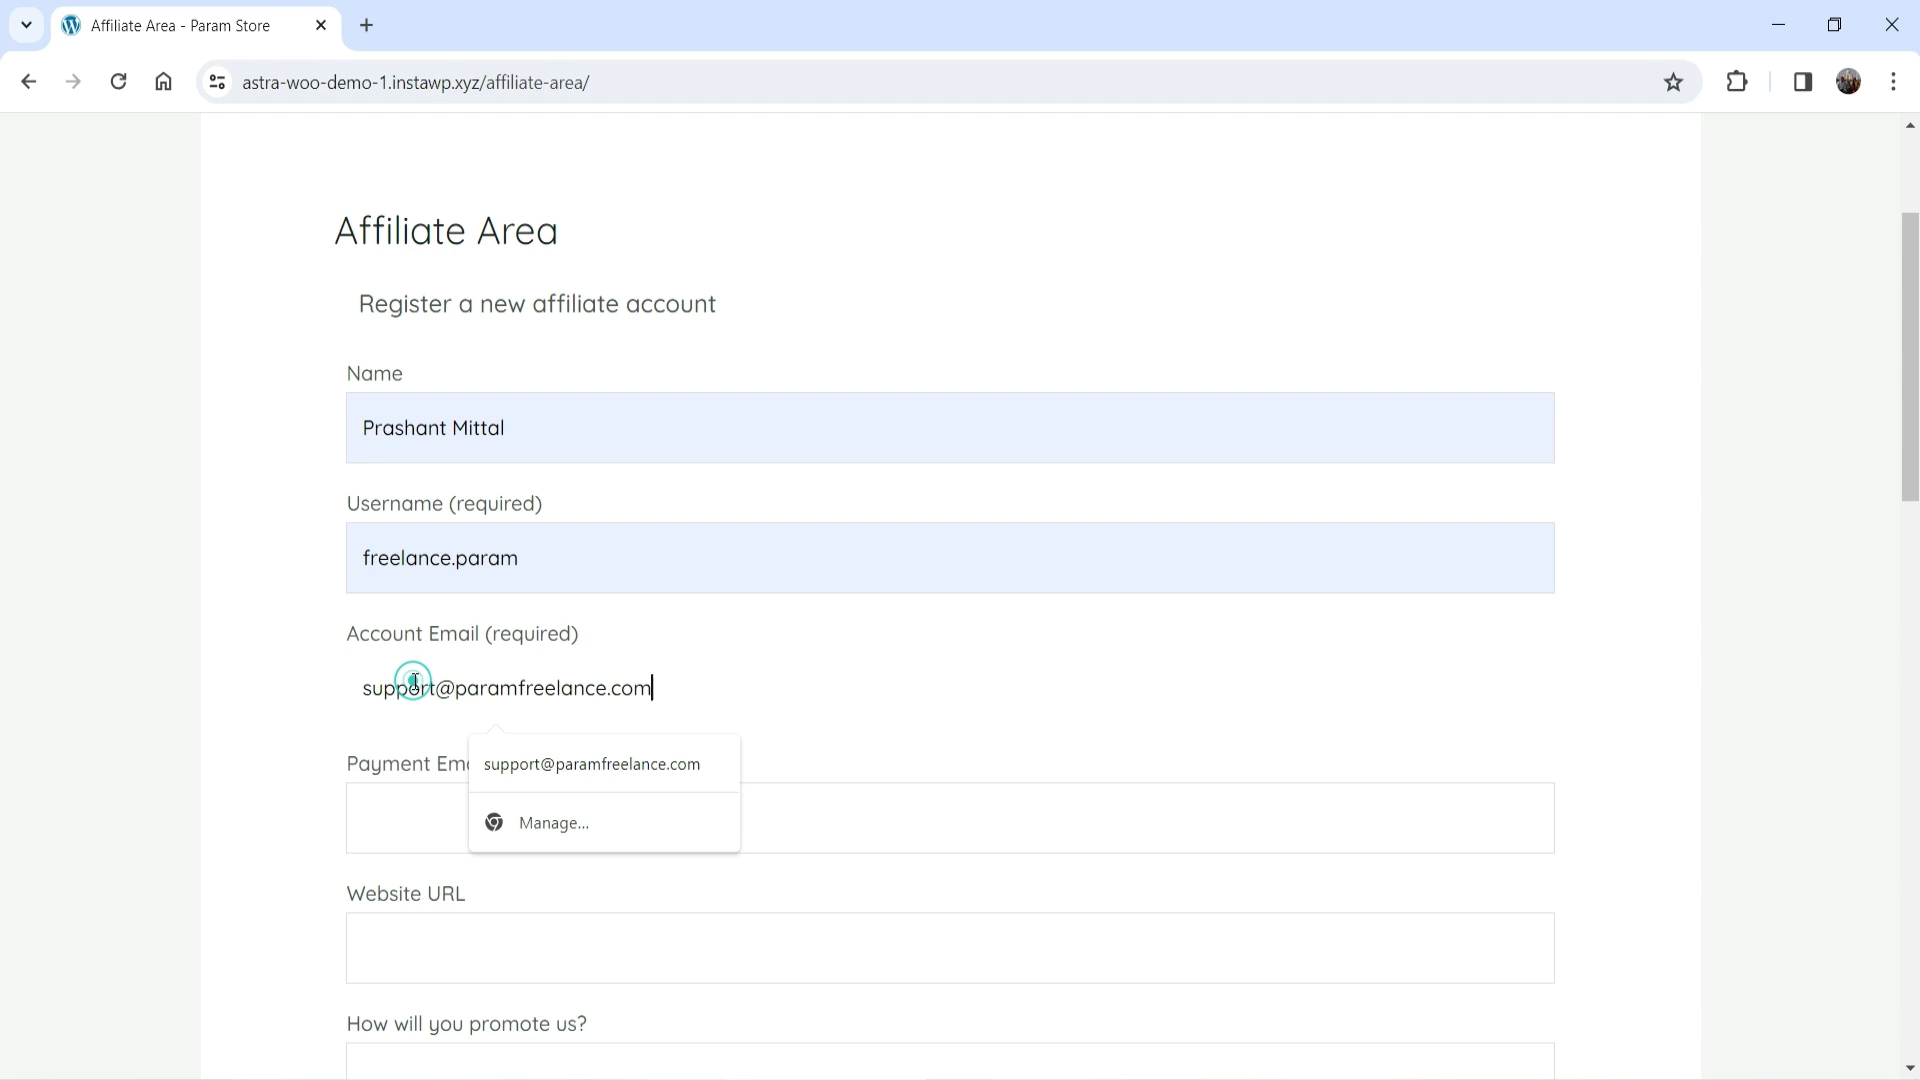 Affiliate Area - Param Store
astra-woo-demo-1.instawp.xyz/affiliate-area/
Affiliate Area
Register a new affiliate account
Name
Prashant Mittal
Username (required)
freelance.param
Account Email (required)
support@paramfreelance.com
Payment Ema
support@paramfreelance.com
Manage...
Website URL
How will you promote us?